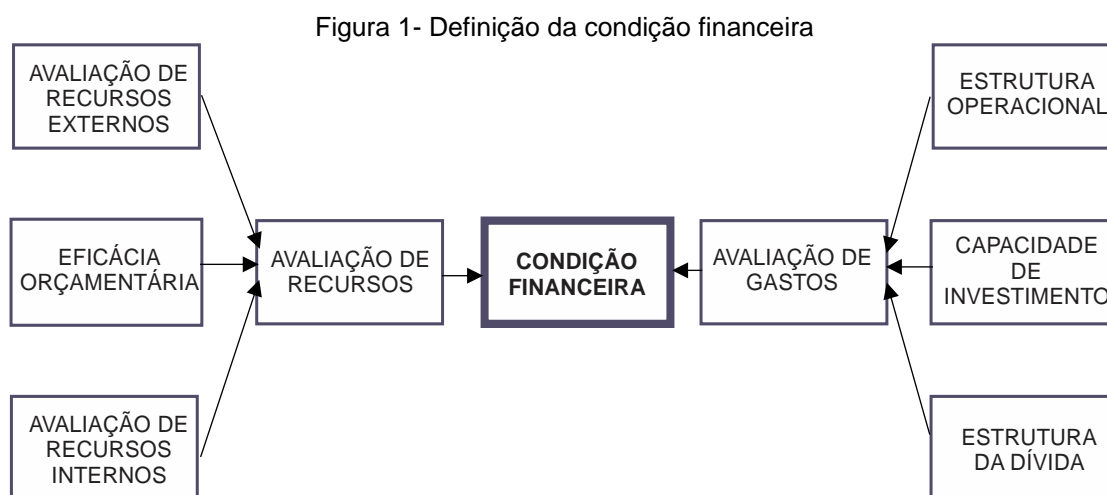 Figura 1- Definição da condição financeira
AVALIAÇÃO DE
RECURSOS
EXTERNOS
ESTRUTURA
OPERACIONAL
EFICÁCIA
ORÇAMENTÁRIA
AVALIAÇÃO DE
RECURSOS
CONDIÇÃO
FINANCEIRA
AVALIAÇÃO DE
GASTOS
CAPACIDADE
DE
INVESTIMENTO
AVALIAÇÃO DE
RECURSOS
INTERNOS
ESTRUTURA
DA DÍVIDA